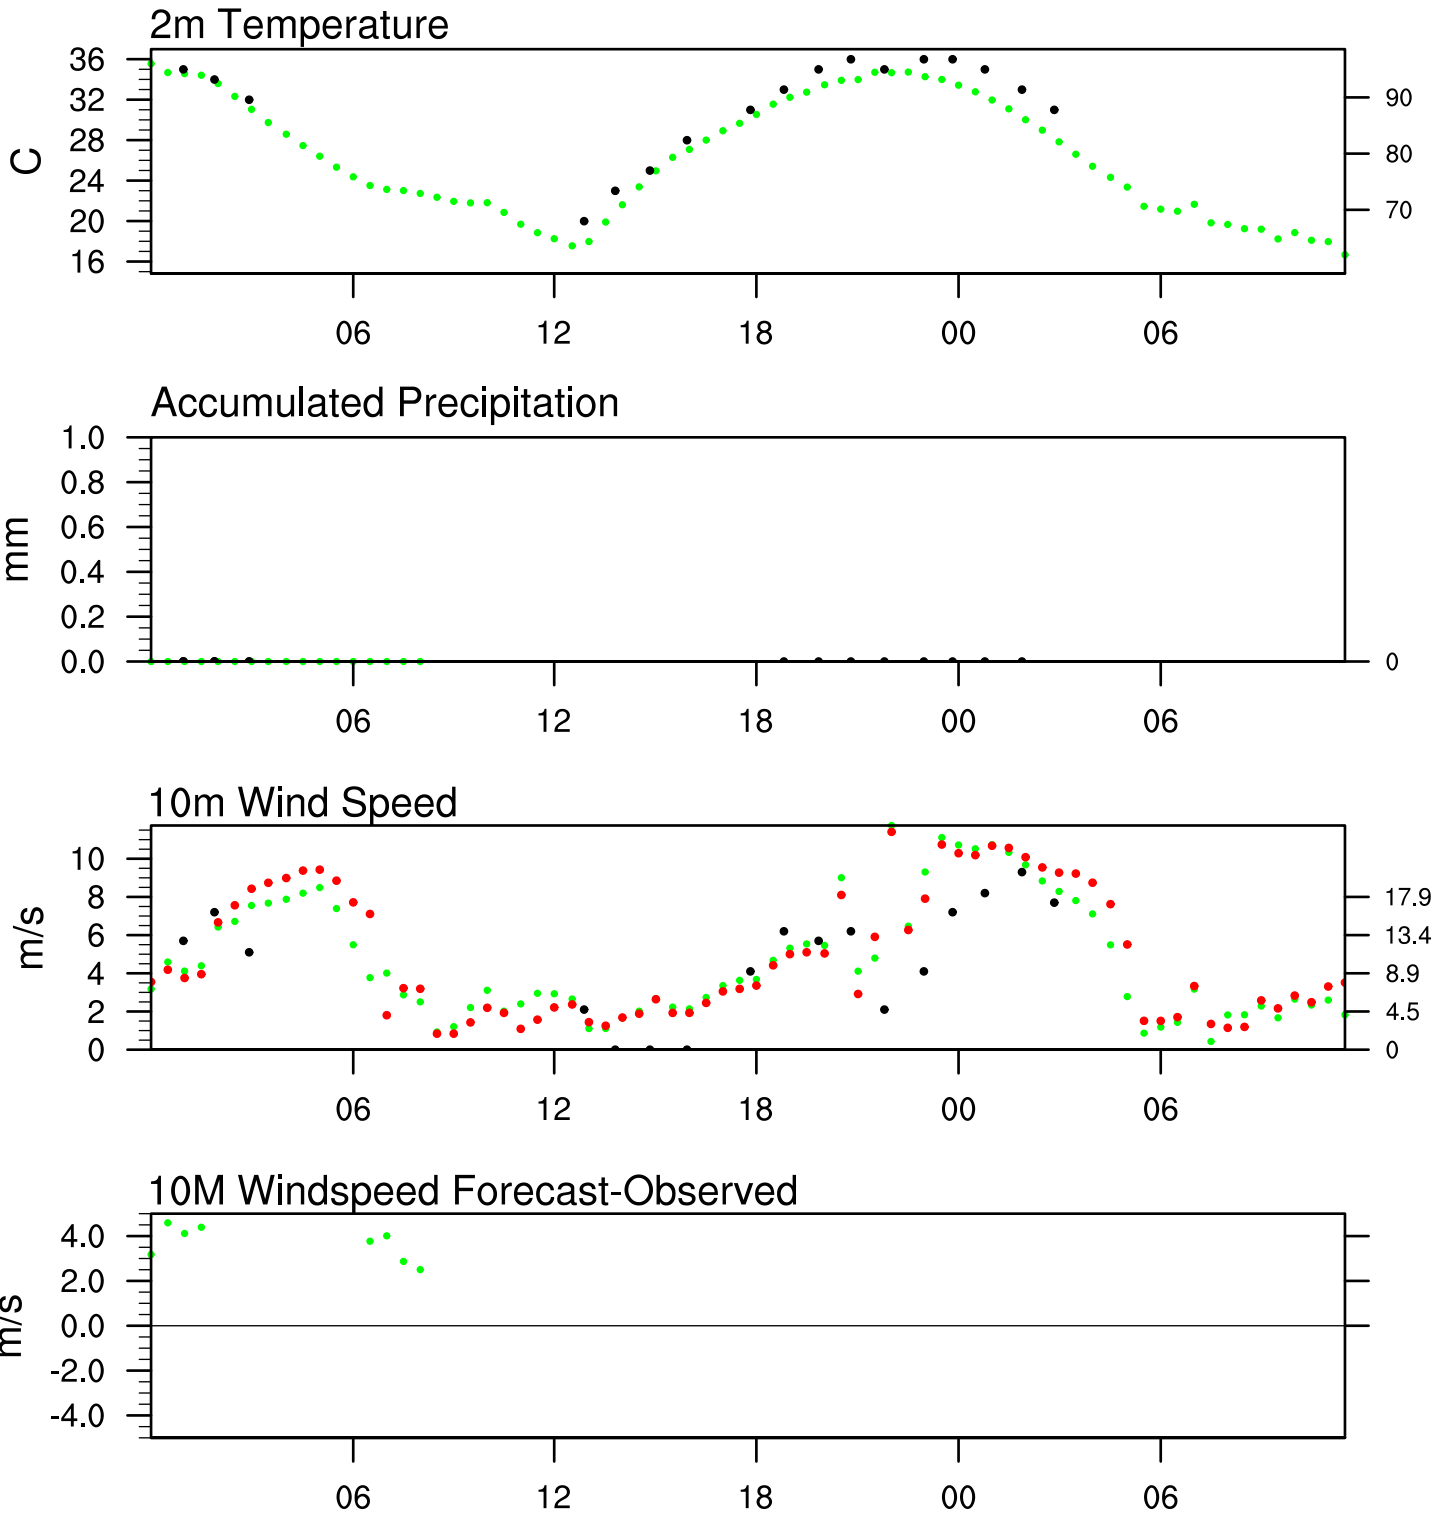 2m Temperature
36
32
28
24
20
16
C
90
80
70
06 12 18 00 06
Accumulated Precipitation
1.0
0.8
0.6
0.4
0.2
0.0
mm
0
06 12 18 00 06
10m Wind Speed
10
8
6
4
2
0
m/s
17.9
13.4
8.9
4.5
0
06 12 18 00 06
10M Windspeed Forecast-Observed
4.0
2.0
0.0
-2.0
-4.0
m/s
06 12 18 00 06